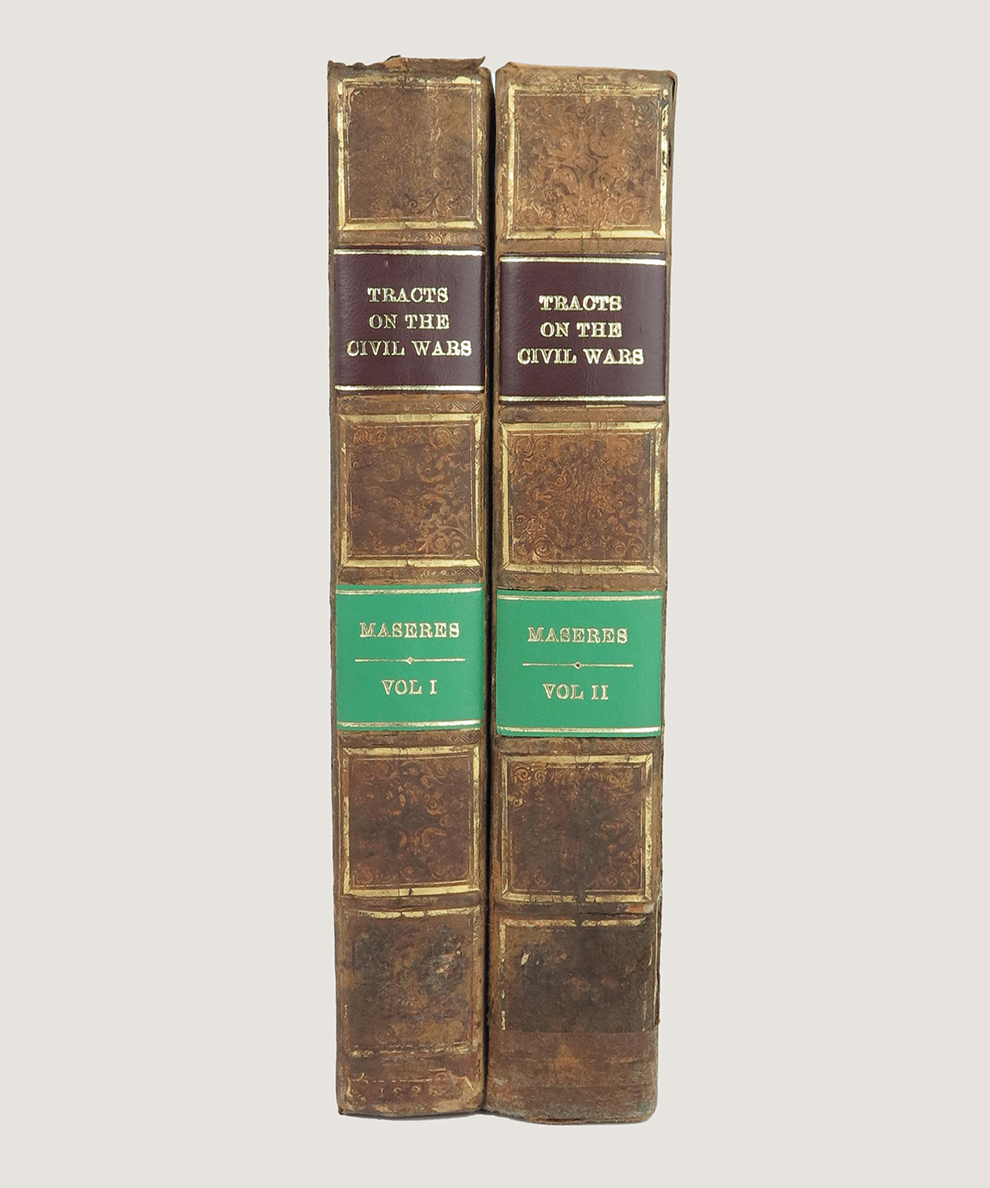 TRACTS
ON THE
CIVIL WARS
MASERES
VOL I
TRACTS
ON THE
CIVIL WARS
MASERES
VOL II